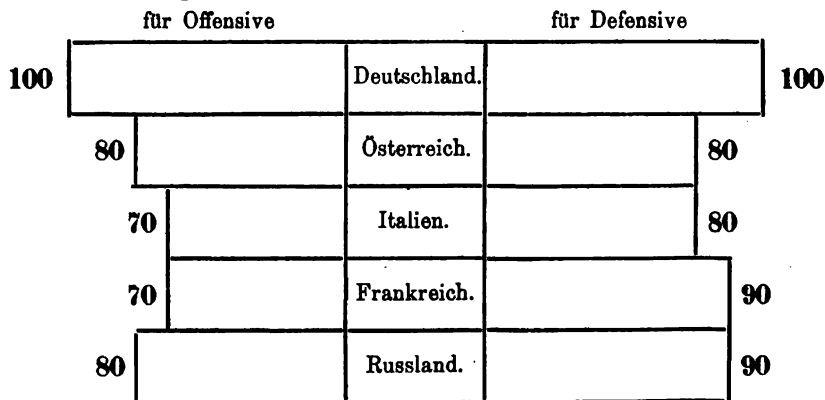 für Offensive für Defensive
100 Deutschland. 100
80 Österreich. 80
70 Italien. 80
70 Frankreich. 90
80 Russland. 90